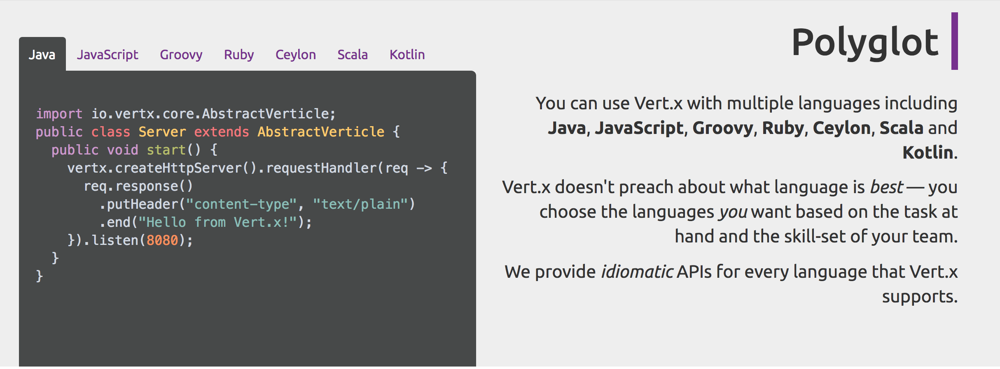 Java JavaScript Groovy Ruby Ceylon Scala Kotlin
import io.vertx.core.AbstractVerticle;
public class Server extends AbstractVerticle {
  public void start() {
    vertx.createHttpServer().requestHandler(req -> {
      req.response()
        .putHeader("content-type", "text/plain")
        .end("Hello from Vert.x!");
    }).listen(8080);
  }
}
Polyglot
You can use Vert.x with multiple languages including
Java, JavaScript, Groovy, Ruby, Ceylon, Scala and
Kotlin.
Vert.x doesn't preach about what language is best — you
choose the languages you want based on the task at
hand and the skill-set of your team.
We provide idiomatic APIs for every language that Vert.x
supports.